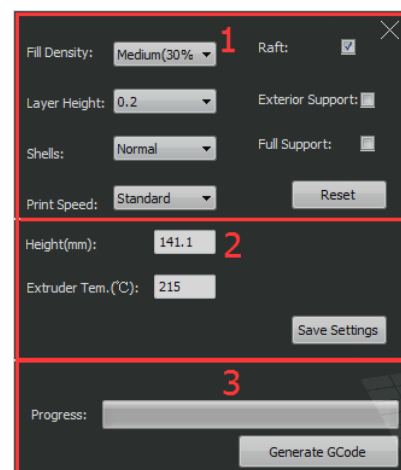 Fill Density: Medium(30% 1 Raft:
Layer Height: 0.2 Exterior Support:
Shells: Normal Full Support:
Print Speed: Standard Reset
Height(mm): 141.1 2
Extruder Tem.(℃): 215
Save Settings
3
Progress:
Generate GCode